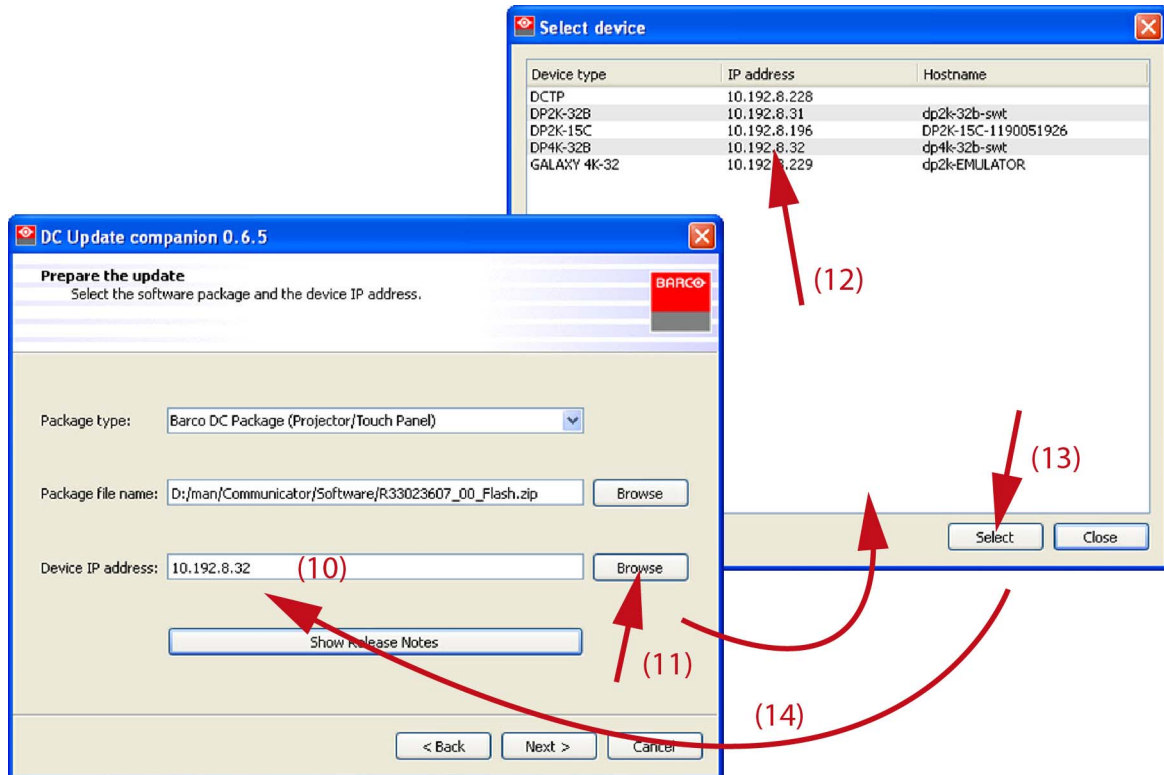 Select device
Device type IP address Hostname
DCTP 10.192.8.228
DP2K-32B 10.192.8.31 dp2k-32b-swt
DP2K-15C 10.192.8.196 DP2K-15C-1190051926
DP4K-32B 10.192.8.32 dp4k-32b-swt
GALAXY 4K-32 10.192.8.229 dp2k-EMULATOR
(12)
(13)
Select Close
DC Update companion 0.6.5
Prepare the update
Select the software package and the device IP address.
BARCO
Package type: Barco DC Package (Projector/Touch Panel)
Package file name: D:/man/Communicator/Software/R33023607_00_Flash.zip Browse
Device IP address: 10.192.8.32 (10) Browse
Show Release Notes
(11)
(14)
< Back Next > Cancel